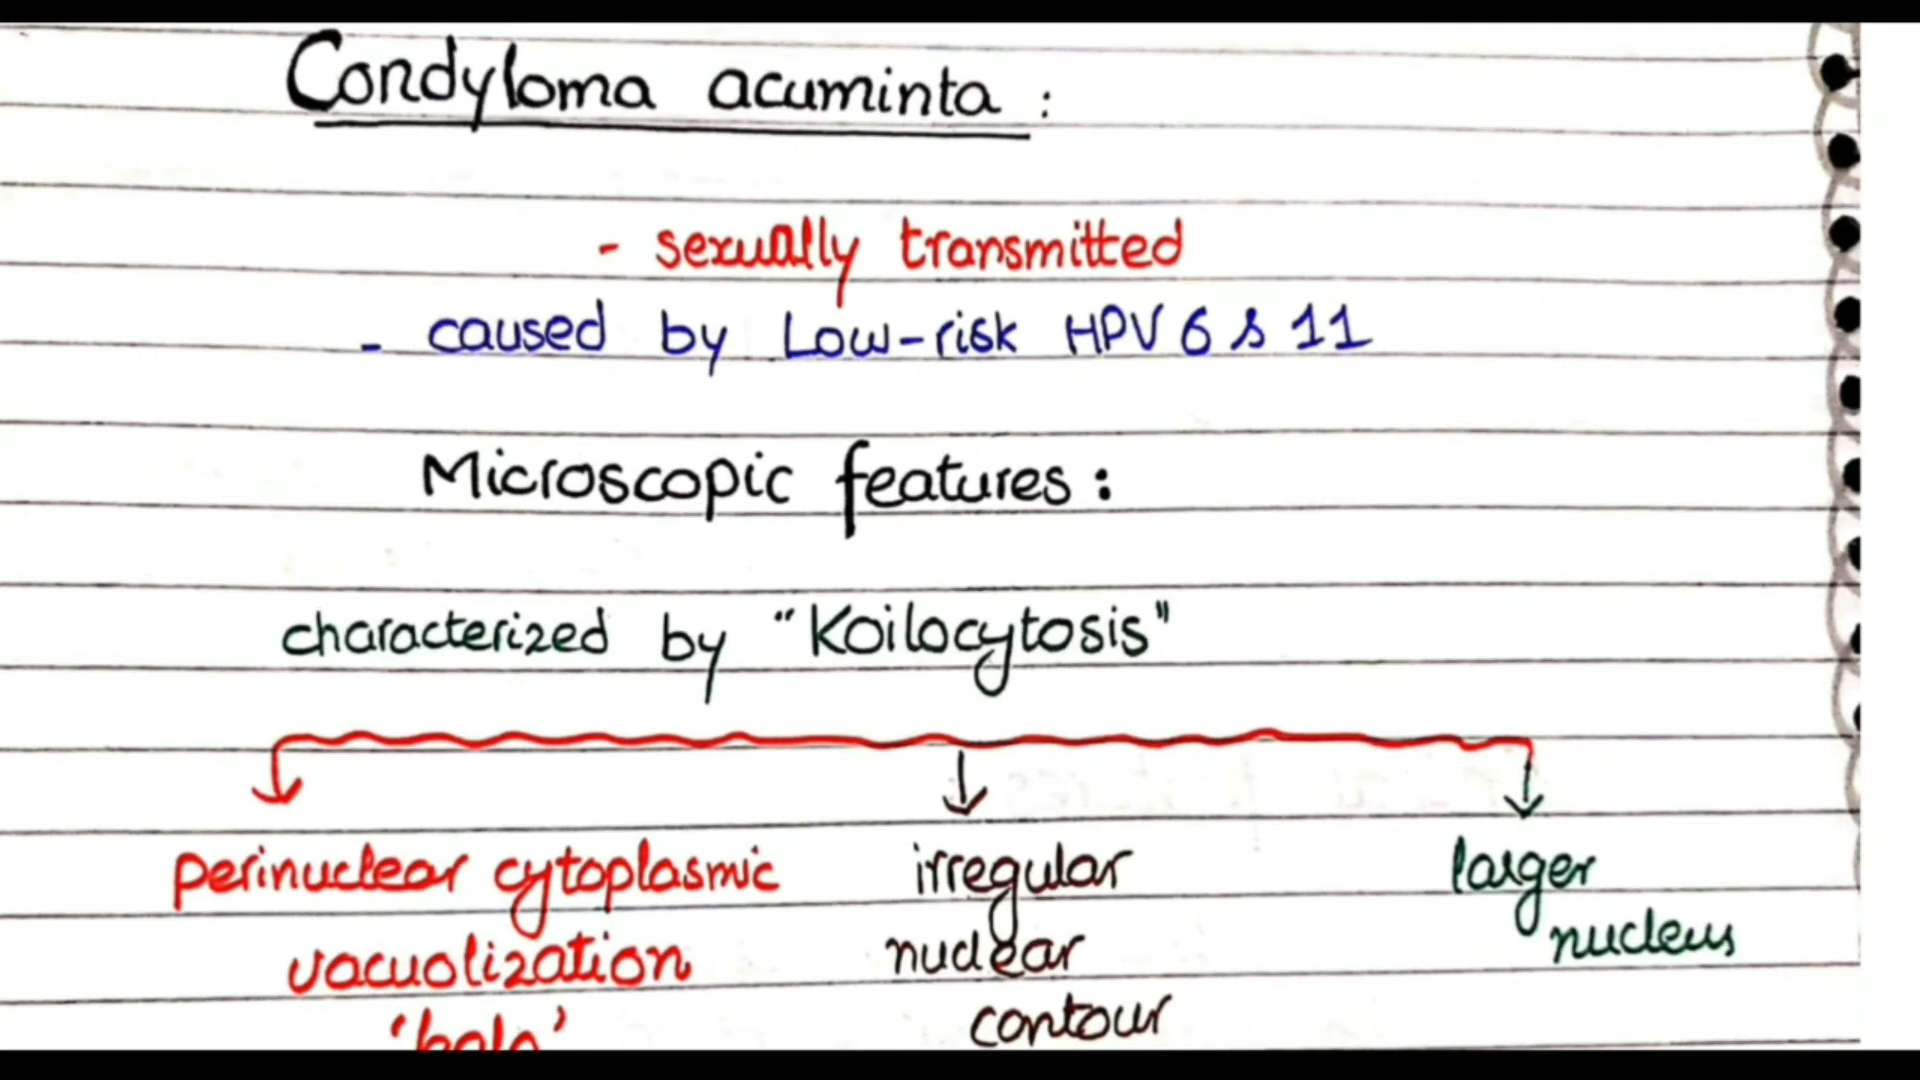 Condyloma acuminta :
- sexually transmitted
- caused by Low-risk HPV 6 & 11
Microscopic features :
characterized by "Koilocytosis"
perinuclear cytoplasmic irregular larger
vacuolization nuclear nucleus
'halo' contour